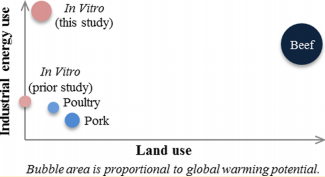 Industrial energy use
In Vitro
(this study)
Beef
In Vitro
(prior study)
Poultry
Pork
Land use
Bubble area is proportional to global warming potential.